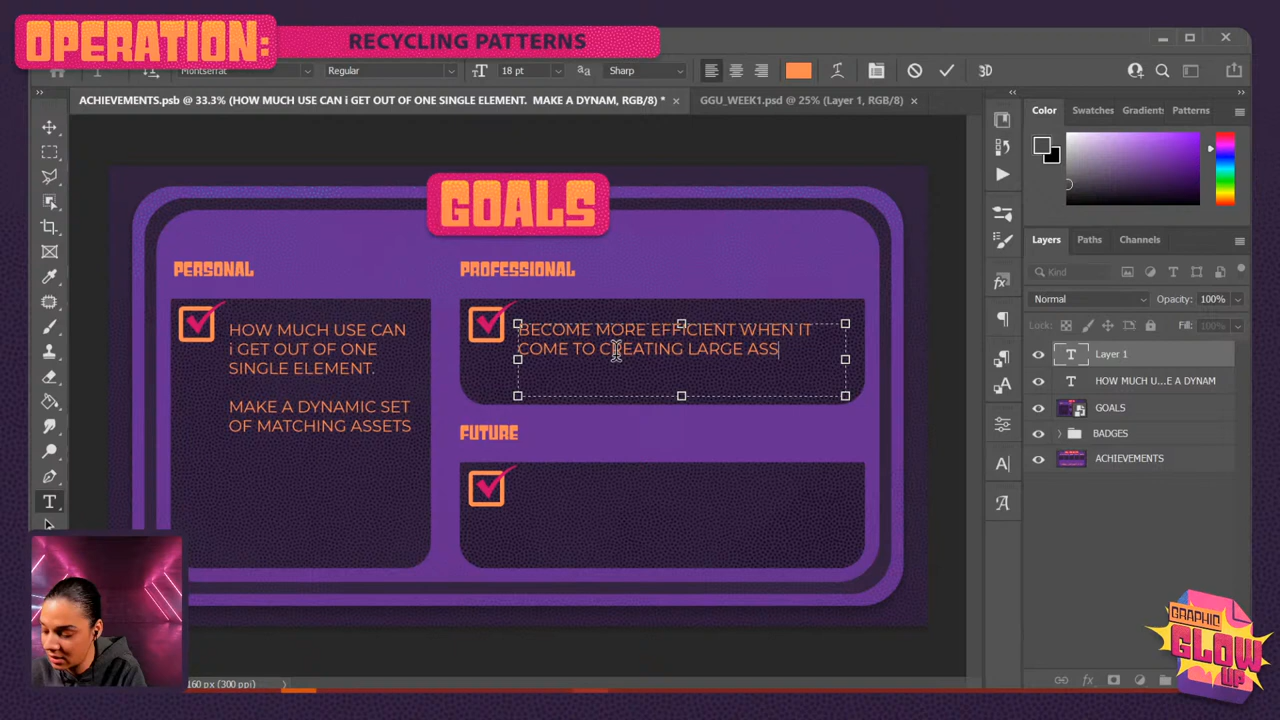 OPERATION:
RECYCLING PATTERNS
Montserrat
Regular
18 pt
Sharp
3D
ACHIEVEMENTS.psb @ 33.3% (HOW MUCH USE CAN i GET OUT OF ONE SINGLE ELEMENT. MAKE A DYNAM, RGB/8) *
GGU_WEEK1.psd @ 25% (Layer 1, RGB/8)
Color
Swatches
Gradients
Patterns
GOALS
PERSONAL
HOW MUCH USE CAN
i GET OUT OF ONE
SINGLE ELEMENT.
MAKE A DYNAMIC SET
OF MATCHING ASSETS
PROFESSIONAL
BECOME MORE EFFICIENT WHEN IT
COME TO CREATING LARGE ASS
FUTURE
Layers
Paths
Channels
Kind
Normal
Opacity: 100%
Lock:
Fill: 100%
Layer 1
HOW MUCH U...E A DYNAM
GOALS
BADGES
ACHIEVEMENTS
160 px (300 ppi)
GRAPHIC
GLOW
UP